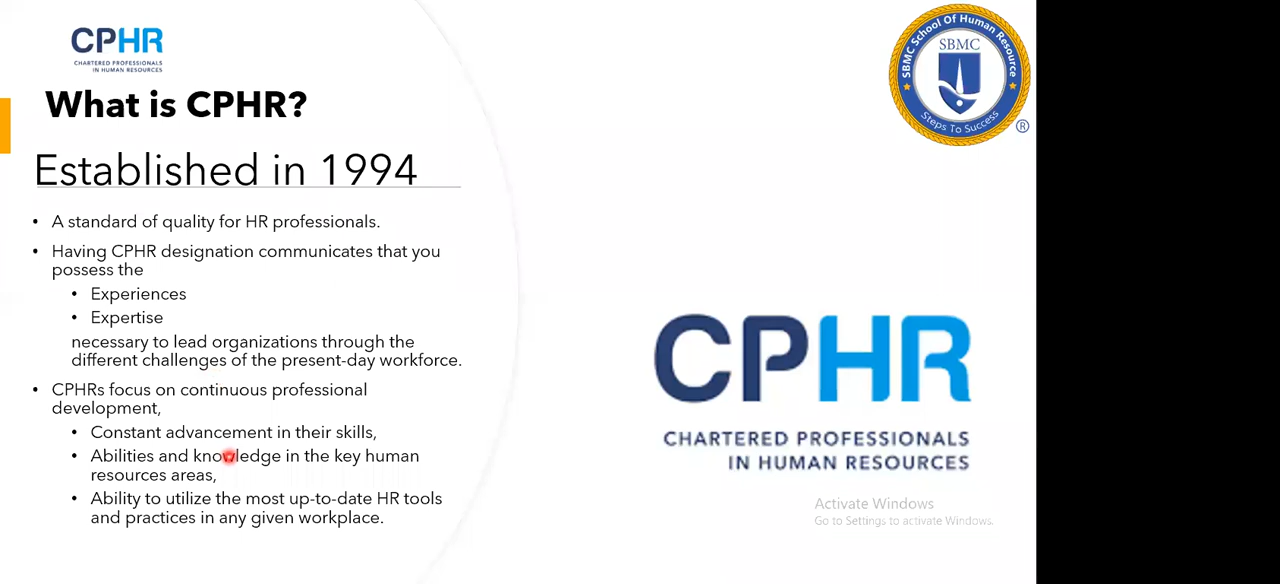 CPHR
CHARTERED PROFESSIONALS
IN HUMAN RESOURCES
SBMC School Of Human Resource
SBMC
Steps To Success
®
What is CPHR?
Established in 1994
• A standard of quality for HR professionals.
• Having CPHR designation communicates that you
possess the
• Experiences
• Expertise
necessary to lead organizations through the
different challenges of the present-day workforce.
• CPHRs focus on continuous professional
development,
• Constant advancement in their skills,
• Abilities and knowledge in the key human
resources areas,
• Ability to utilize the most up-to-date HR tools
and practices in any given workplace.
CPHR
CHARTERED PROFESSIONALS
IN HUMAN RESOURCES
Activate Windows
Go to Settings to activate Windows.